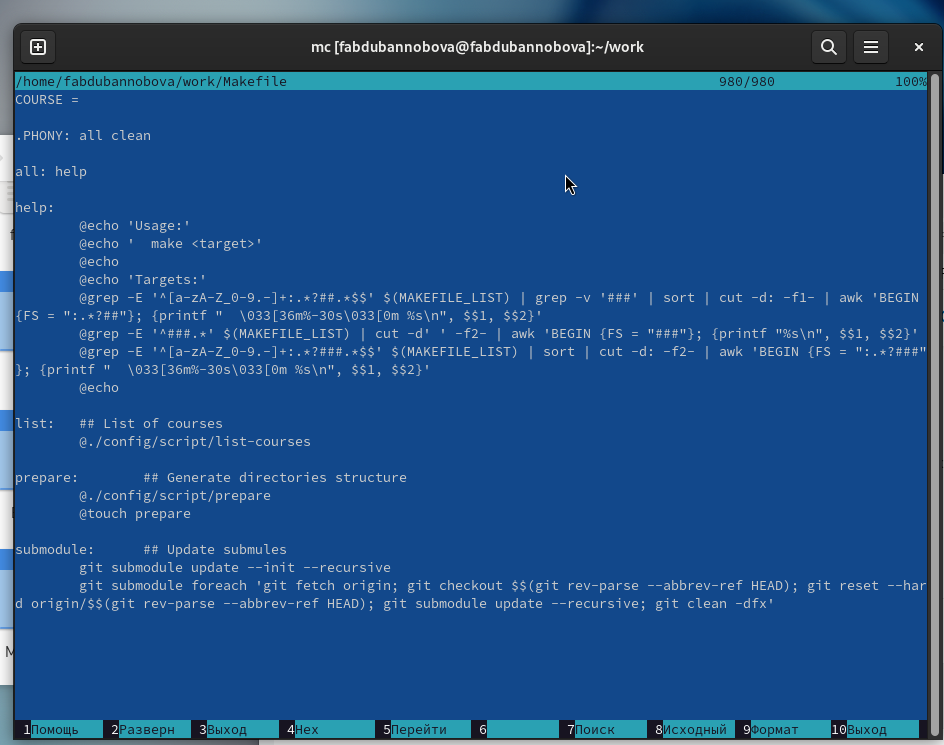 mc [fabdubannobova@fabdubannobova]:~/work
/home/fabdubannobova/work/Makefile 980/980 100%
COURSE =
.PHONY: all clean
all: help
help:
@echo 'Usage:'
@echo '  make <target>'
@echo
@echo 'Targets:'
@grep -E '^[a-zA-Z_0-9.-]+:.*?##.*$$' $(MAKEFILE_LIST) | grep -v '###' | sort | cut -d: -f1- | awk 'BEGIN
{FS = ":.*?##"}; {printf "  \033[36m%-30s\033[0m %s\n", $$1, $$2}'
@grep -E '^###.*' $(MAKEFILE_LIST) | cut -d' ' -f2- | awk 'BEGIN {FS = "###"}; {printf "%s\n", $$1, $$2}'
@grep -E '^[a-zA-Z_0-9.-]+:.*?###.*$$' $(MAKEFILE_LIST) | sort | cut -d: -f2- | awk 'BEGIN {FS = ":.*?###"
}; {printf "  \033[36m%-30s\033[0m %s\n", $$1, $$2}'
@echo
list:   ## List of courses
@./config/script/list-courses
prepare:        ## Generate directories structure
@./config/script/prepare
@touch prepare
submodule:      ## Update submules
git submodule update --init --recursive
git submodule foreach 'git fetch origin; git checkout $$(git rev-parse --abbrev-ref HEAD); git reset --har
d origin/$$(git rev-parse --abbrev-ref HEAD); git submodule update --recursive; git clean -dfx'
1Помощь 2Разверн 3Выход 4Hex 5Перейти 6 7Поиск 8Исходный 9Формат 10Выход